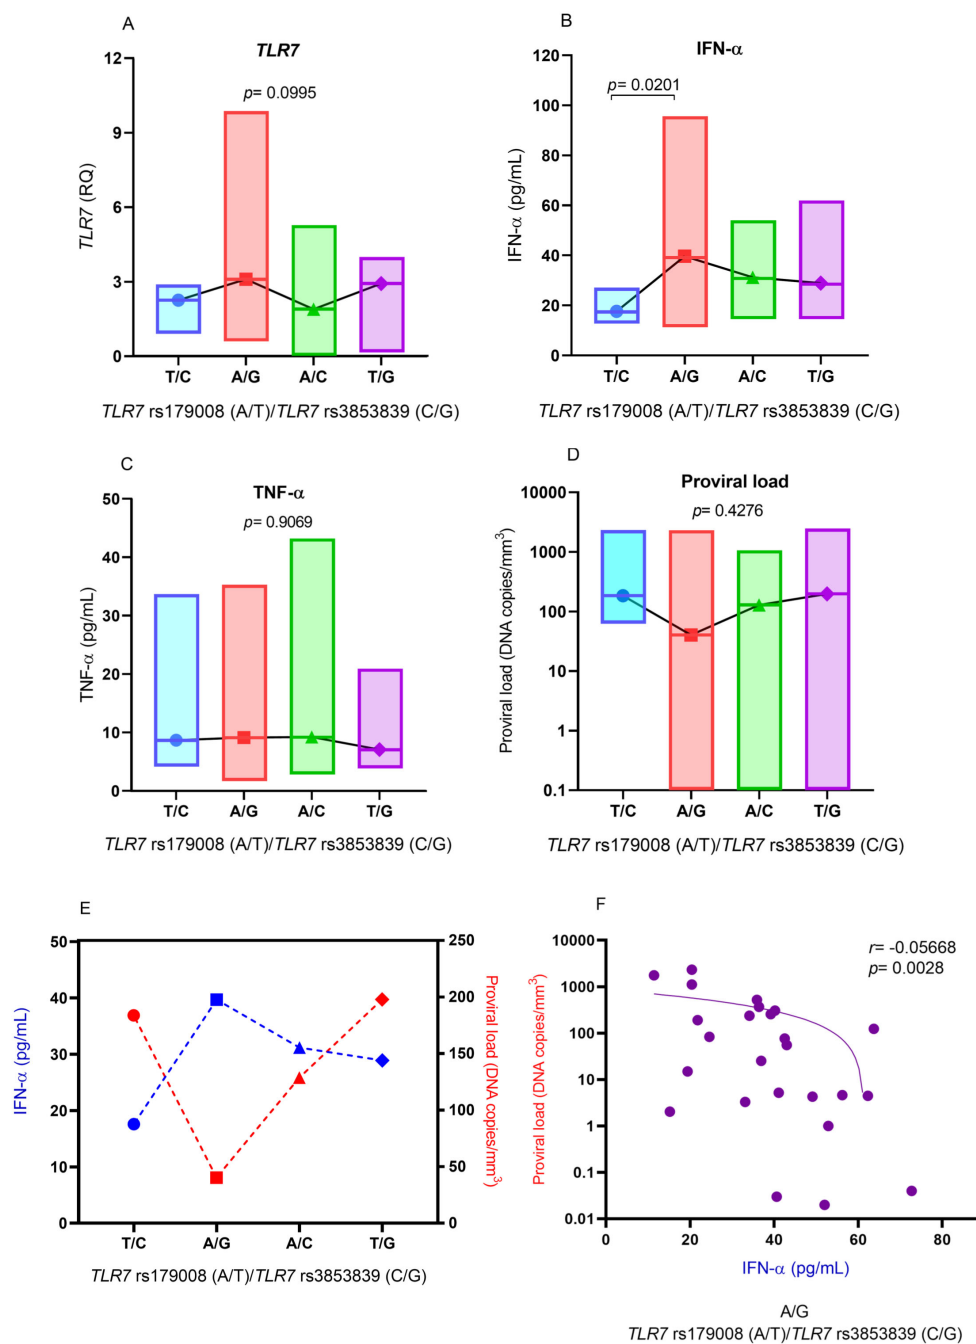 A
TLR7
12
9
6
3
0
TLR7 (RQ)
p= 0.0995
T/C A/G A/C T/G
TLR7 rs179008 (A/T)/TLR7 rs3853839 (C/G)
B
IFN-α
120
100
80
60
40
20
0
IFN-α (pg/mL)
p= 0.0201
T/C A/G A/C T/G
TLR7 rs179008 (A/T)/TLR7 rs3853839 (C/G)
C
TNF-α
50
40
30
20
10
0
TNF-α (pg/mL)
p= 0.9069
T/C A/G A/C T/G
TLR7 rs179008 (A/T)/TLR7 rs3853839 (C/G)
D
Proviral load
10000
1000
100
10
1
0.1
Proviral load (DNA copies/mm³)
p= 0.4276
T/C A/G A/C T/G
TLR7 rs179008 (A/T)/TLR7 rs3853839 (C/G)
E
50
40
30
20
10
0
IFN-α (pg/mL)
250
200
150
100
50
0
Proviral load (DNA copies/mm³)
T/C A/G A/C T/G
TLR7 rs179008 (A/T)/TLR7 rs3853839 (C/G)
F
10000
1000
100
10
1
0.1
0.01
Proviral load (DNA copies/mm³)
r= -0.05668
p= 0.0028
0 20 40 60 80
IFN-α (pg/mL)
A/G
TLR7 rs179008 (A/T)/TLR7 rs3853839 (C/G)